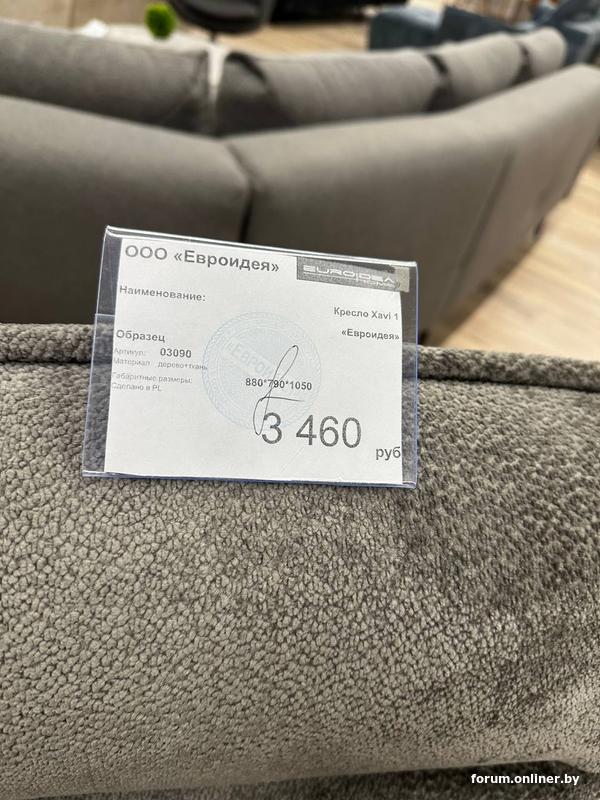 ООО «Евроидея»
EUROIDEA
HOME
Наименование:
Кресло Xavi 1
«Евроидея»
Образец
Артикул: 03090
Материал дерево+ткань
Габаритные размеры: 880*790*1050
Сделано в PL
3 460 руб
forum.onliner.by